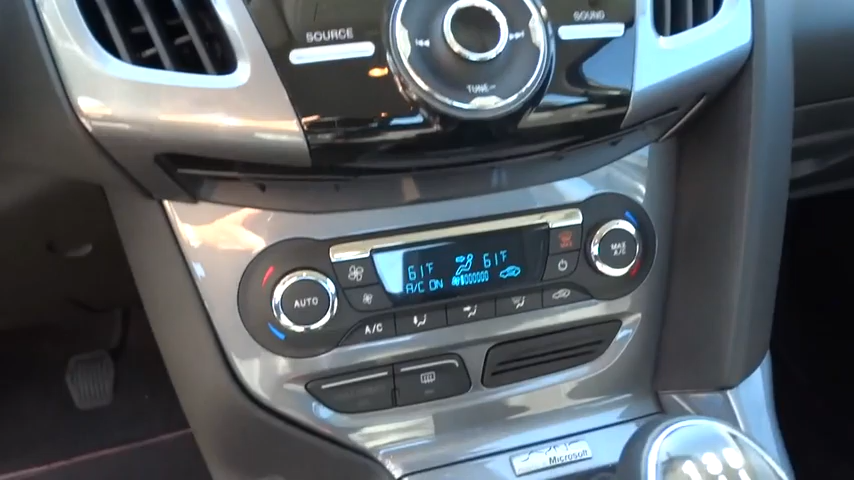 SOURCE
SOUND
TUNE
61°F 61°F
A/C ON
AUTO
MAX A/C
A/C
Microsoft